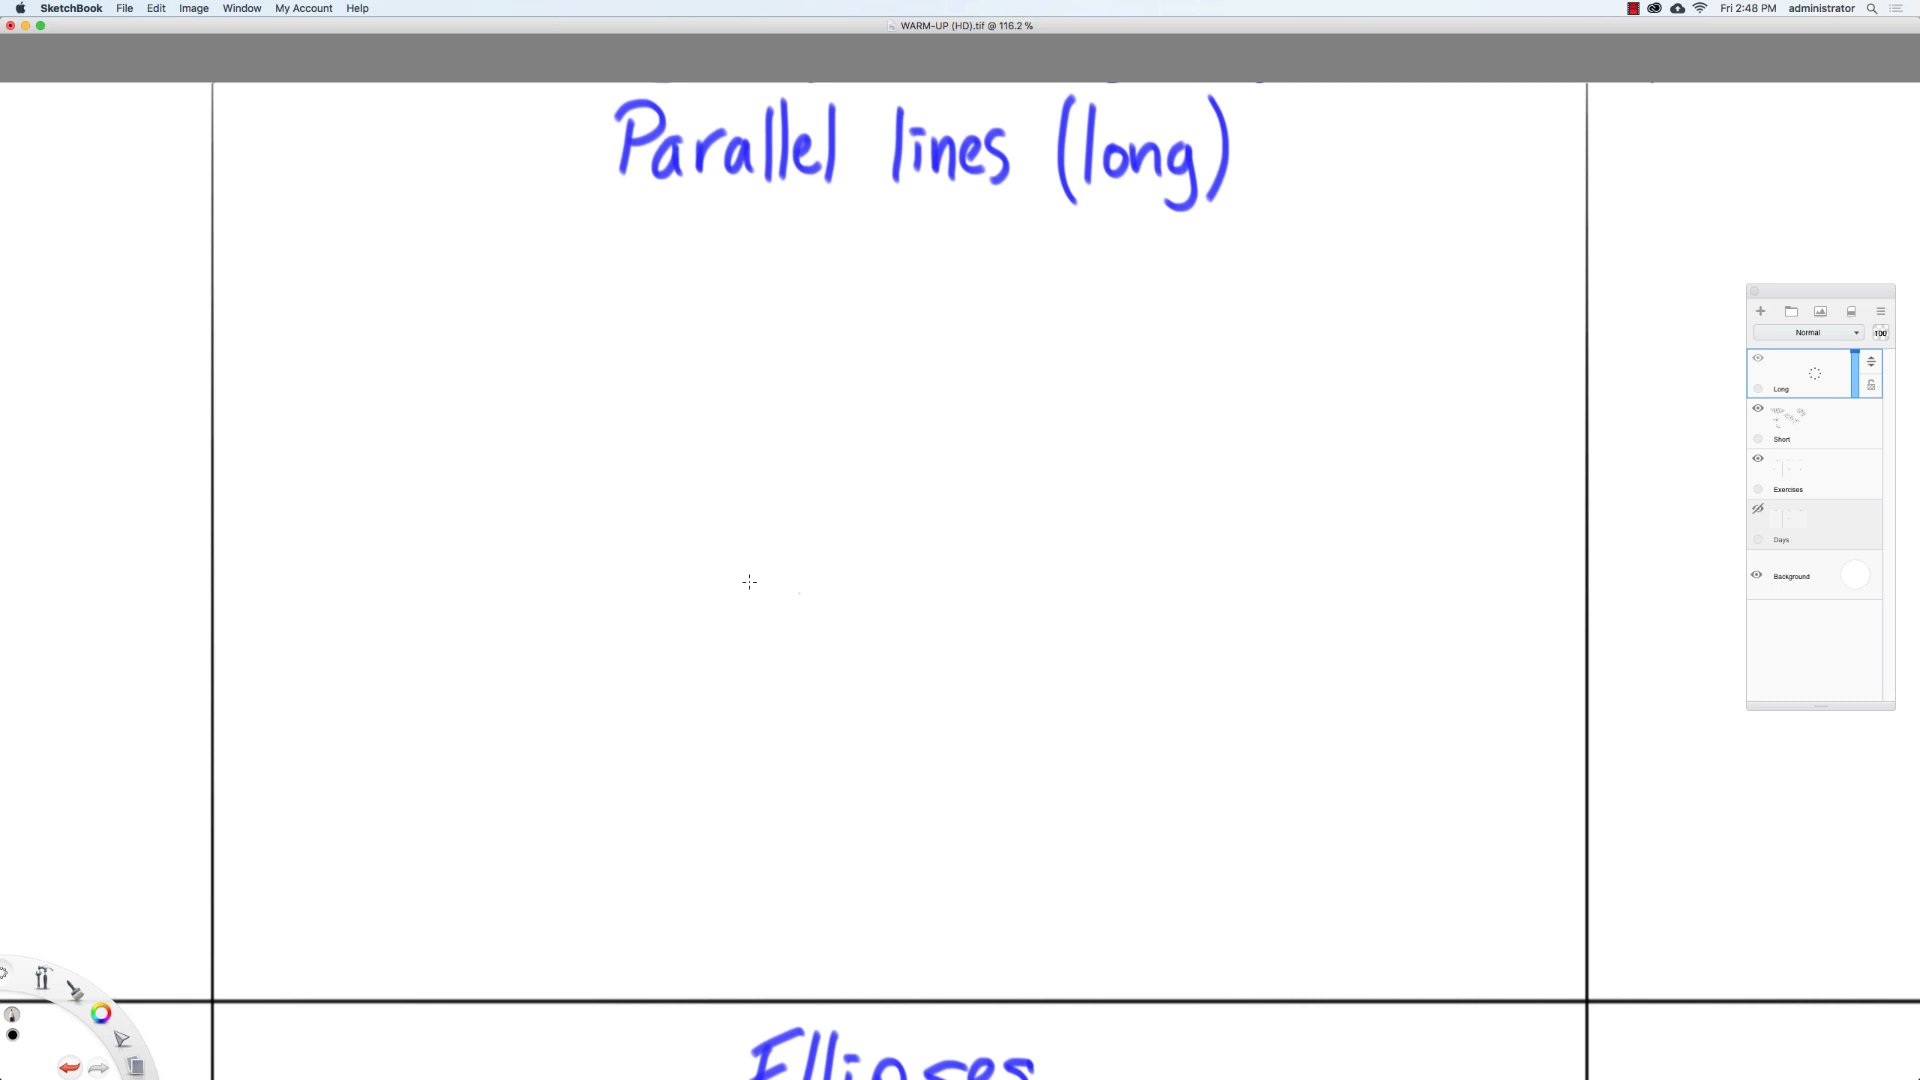 SketchBook File Edit Image Window My Account Help
Fri 2:48 PM administrator
WARM-UP (HD).tif @ 116.2 %
Parallel lines (long)
Normal 100
Long
Short
Exercises
Days
Background
Ellipses